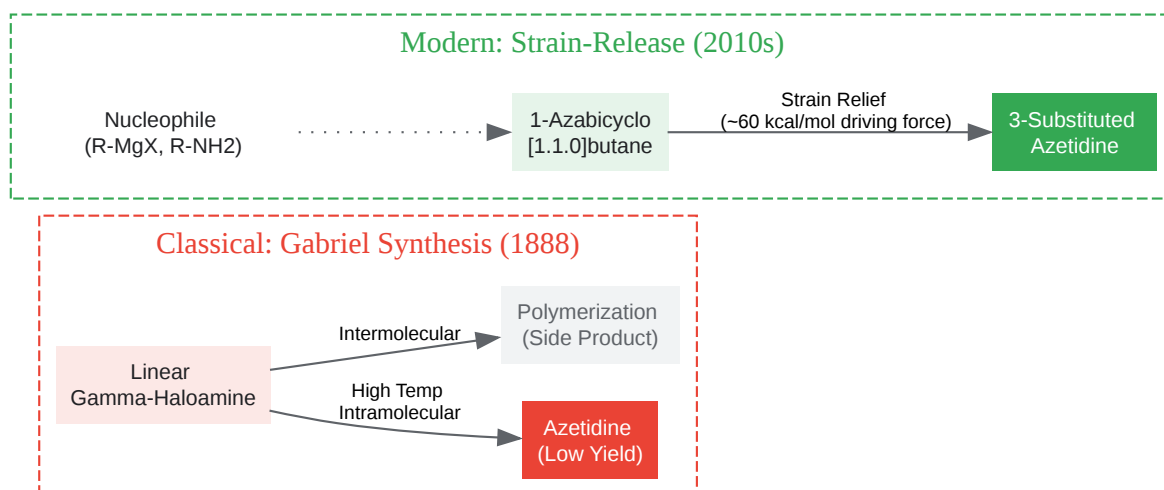 Modern: Strain-Release (2010s)
Nucleophile
(R-MgX, R-NH2)
1-Azabicyclo
[1.1.0]butane
Strain Relief
(~60 kcal/mol driving force)
3-Substituted
Azetidine
Classical: Gabriel Synthesis (1888)
Linear
Gamma-Haloamine
Intermolecular
Polymerization
(Side Product)
High Temp
Intramolecular
Azetidine
(Low Yield)